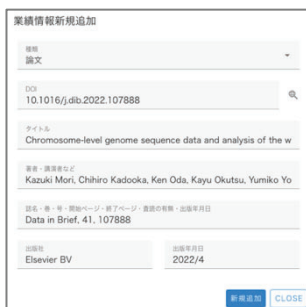 業績情報新規追加
種類
論文
DOI
10.1016/j.dib.2022.107888
タイトル
Chromosome-level genome sequence data and analysis of the w
著者・講演者など
Kazuki Mori, Chihiro Kadooka, Ken Oda, Kayu Okutsu, Yumiko Yo
誌名・巻・号・開始ページ・終了ページ・査読の有無・出版年月日
Data in Brief, 41, 107888
出版社
Elsevier BV
出版年月日
2022/4
新規追加
CLOSE